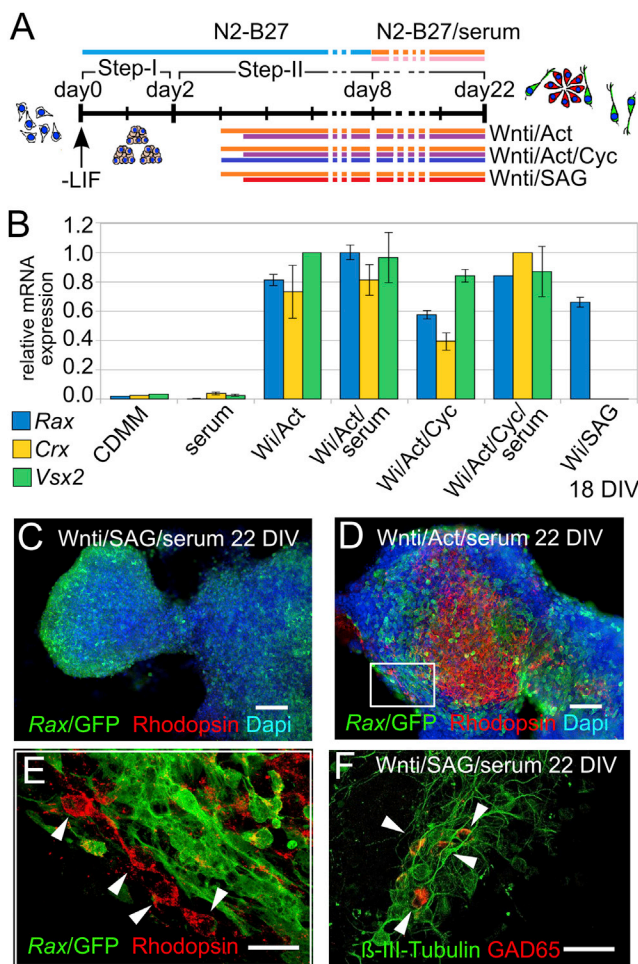 A
N2-B27
N2-B27/serum
Step-I
Step-II
day0
day2
day8
day22
Wnti/Act
Wnti/Act/Cyc
Wnti/SAG
-LIF
B
relative mRNA
expression
1.2
1.0
0.8
0.6
0.4
0.2
0.0
Rax
Crx
Vsx2
CDMM
serum
Wi/Act
Wi/Act/
serum
Wi/Act/Cyc
Wi/Act/Cyc/
serum
Wi/SAG
18 DIV
C
Wnti/SAG/serum 22 DIV
Rax/GFP Rhodopsin Dapi
D
Wnti/Act/serum 22 DIV
Rax/GFP Rhodopsin Dapi
E
Rax/GFP Rhodopsin
F
Wnti/SAG/serum 22 DIV
ß-III-Tubulin GAD65